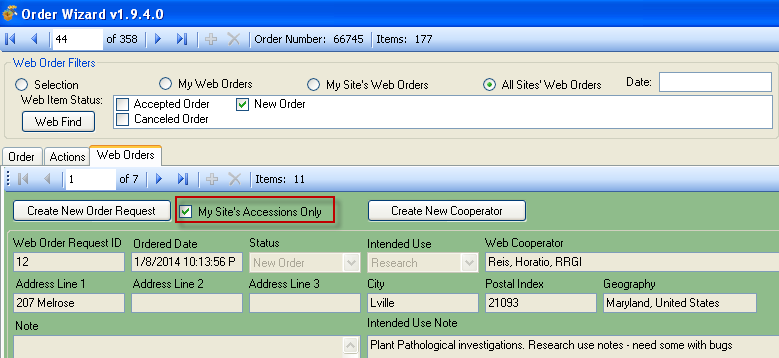 Order Wizard v1.9.4.0
44 of 358 Order Number: 66745 Items: 177
Web Order Filters
Selection My Web Orders My Site's Web Orders All Sites' Web Orders Date:
Web Item Status: Accepted Order New Order
Web Find Canceled Order
Order Actions Web Orders
1 of 7 Items: 11
Create New Order Request My Site's Accessions Only Create New Cooperator
Web Order Request ID Ordered Date Status Intended Use Web Cooperator
12 1/8/2014 10:13:56 P New Order Research Reis, Horatio, RRGI
Address Line 1 Address Line 2 Address Line 3 City Postal Index Geography
207 Melrose Lville 21093 Maryland, United States
Note Intended Use Note
Plant Pathological investigations. Research use notes - need some with bugs